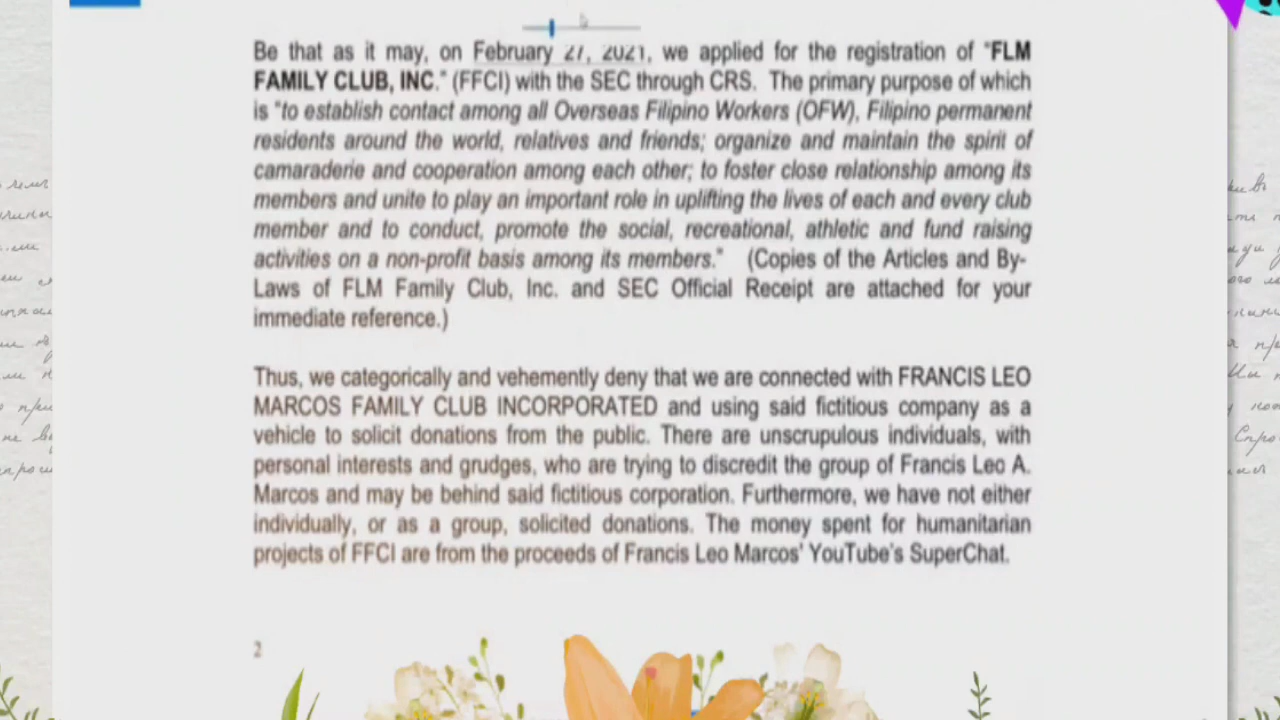 Be that as it may, on February 27, 2021, we applied for the registration of "FLM
FAMILY CLUB, INC." (FFCI) with the SEC through CRS. The primary purpose of which
is "to establish contact among all Overseas Filipino Workers (OFW), Filipino permanent
residents around the world, relatives and friends; organize and maintain the spirit of
camaraderie and cooperation among each other; to foster close relationship among its
members and unite to play an important role in uplifting the lives of each and every club
member and to conduct, promote the social, recreational, athletic and fund raising
activities on a non-profit basis among its members." (Copies of the Articles and By-
Laws of FLM Family Club, Inc. and SEC Official Receipt are attached for your
immediate reference.)
Thus, we categorically and vehemently deny that we are connected with FRANCIS LEO
MARCOS FAMILY CLUB INCORPORATED and using said fictitious company as a
vehicle to solicit donations from the public. There are unscrupulous individuals, with
personal interests and grudges, who are trying to discredit the group of Francis Leo A.
Marcos and may be behind said fictitious corporation. Furthermore, we have not either
individually, or as a group, solicited donations. The money spent for humanitarian
projects of FFCI are from the proceeds of Francis Leo Marcos' YouTube's SuperChat.
2